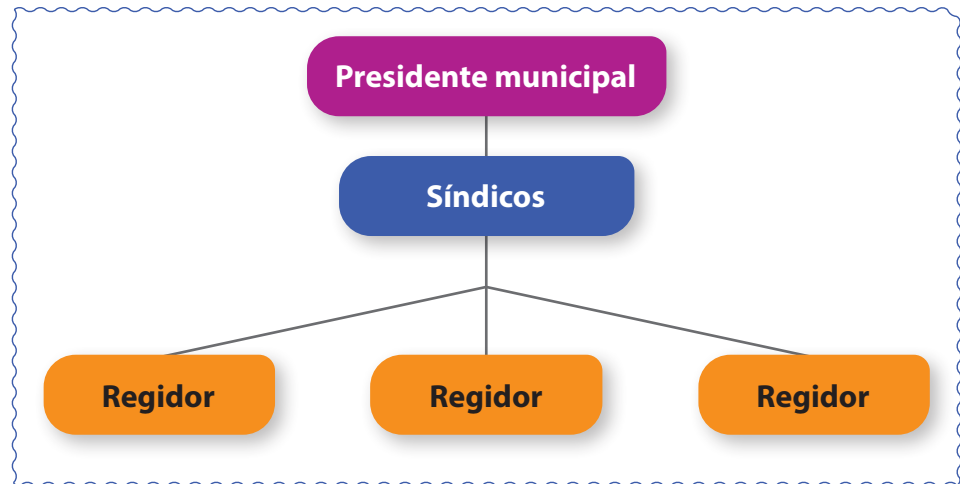 Presidente municipal
Síndicos
Regidor
Regidor
Regidor